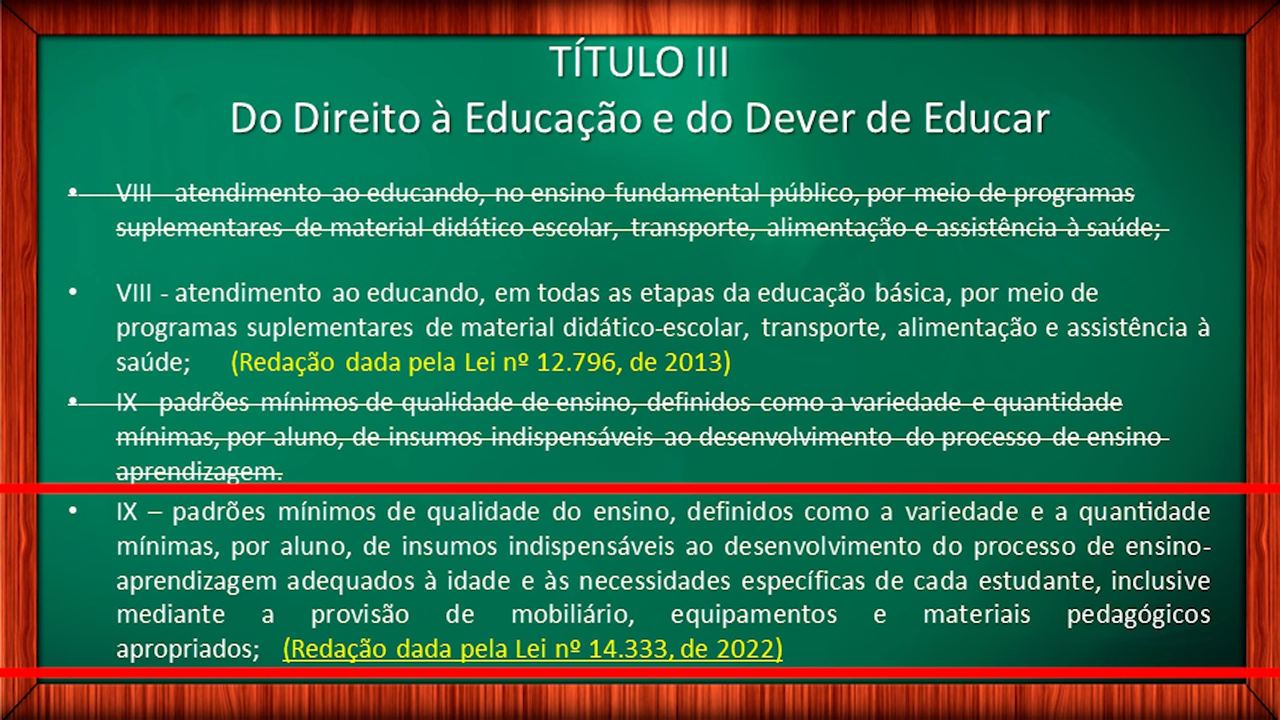 TÍTULO III
Do Direito à Educação e do Dever de Educar
• VIII - atendimento ao educando, no ensino fundamental público, por meio de programas
suplementares de material didático-escolar, transporte, alimentação e assistência à saúde;
• VIII - atendimento ao educando, em todas as etapas da educação básica, por meio de
programas suplementares de material didático-escolar, transporte, alimentação e assistência à
saúde; (Redação dada pela Lei nº 12.796, de 2013)
• IX - padrões mínimos de qualidade de ensino, definidos como a variedade e quantidade
mínimas, por aluno, de insumos indispensáveis ao desenvolvimento do processo de ensino-
aprendizagem.
• IX – padrões mínimos de qualidade do ensino, definidos como a variedade e a quantidade
mínimas, por aluno, de insumos indispensáveis ao desenvolvimento do processo de ensino-
aprendizagem adequados à idade e às necessidades específicas de cada estudante, inclusive
mediante a provisão de mobiliário, equipamentos e materiais pedagógicos
apropriados; (Redação dada pela Lei nº 14.333, de 2022)